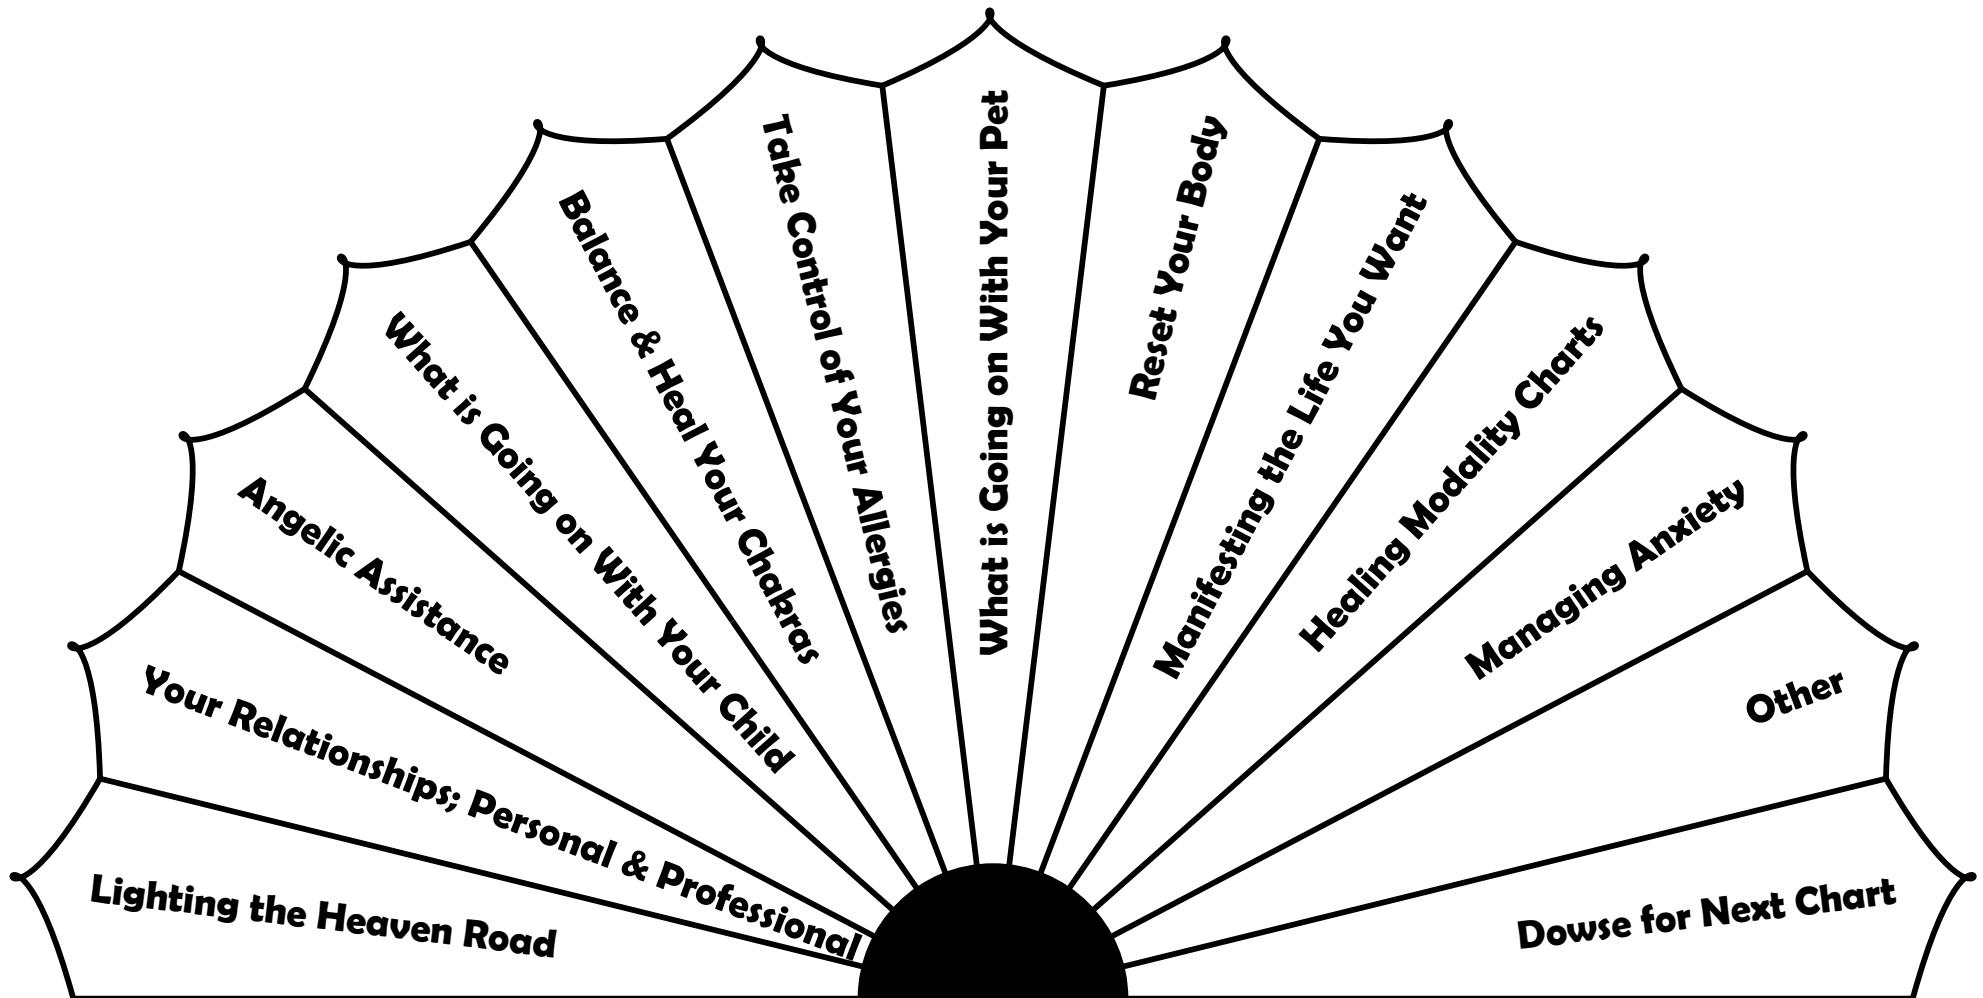 Lighting the Heaven Road
Your Relationships; Personal & Professional
Angelic Assistance
What is Going on With Your Child
Balance & Heal Your Chakras
Take Control of Your Allergies
What is Going on With Your Pet
Reset Your Body
Manifesting the Life You Want
Healing Modality Charts
Managing Anxiety
Other
Dowse for Next Chart